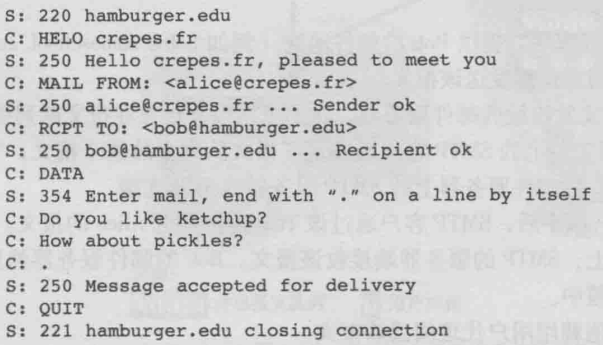 S: 220 hamburger.edu
C: HELO crepes.fr
S: 250 Hello crepes.fr, pleased to meet you
C: MAIL FROM: <alice@crepes.fr>
S: 250 alice@crepes.fr ... Sender ok
C: RCPT TO: <bob@hamburger.edu>
S: 250 bob@hamburger.edu ... Recipient ok
C: DATA
S: 354 Enter mail, end with "." on a line by itself
C: Do you like ketchup?
C: How about pickles?
C: .
S: 250 Message accepted for delivery
C: QUIT
S: 221 hamburger.edu closing connection